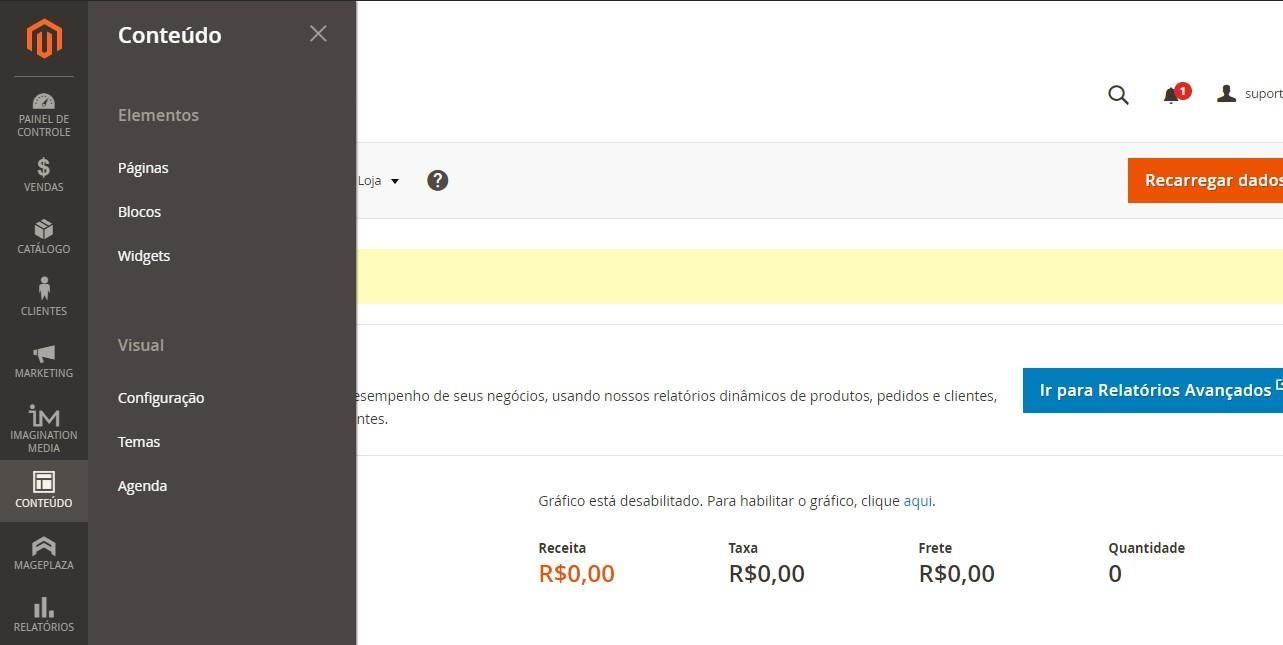 Conteúdo
PAINEL DE
CONTROLE
VENDAS
CATÁLOGO
CLIENTES
MARKETING
IMAGINATION
MEDIA
CONTEÚDO
MAGEPLAZA
RELATÓRIOS
Elementos
Páginas
Blocos
Widgets
Visual
Configuração
Temas
Agenda
1
suport
Loja
?
Recarregar dados
esempenho de seus negócios, usando nossos relatórios dinâmicos de produtos, pedidos e clientes,
ntes.
Ir para Relatórios Avançados
Gráfico está desabilitado. Para habilitar o gráfico, clique aqui.
Receita Taxa Frete Quantidade
R$0,00 R$0,00 R$0,00 0